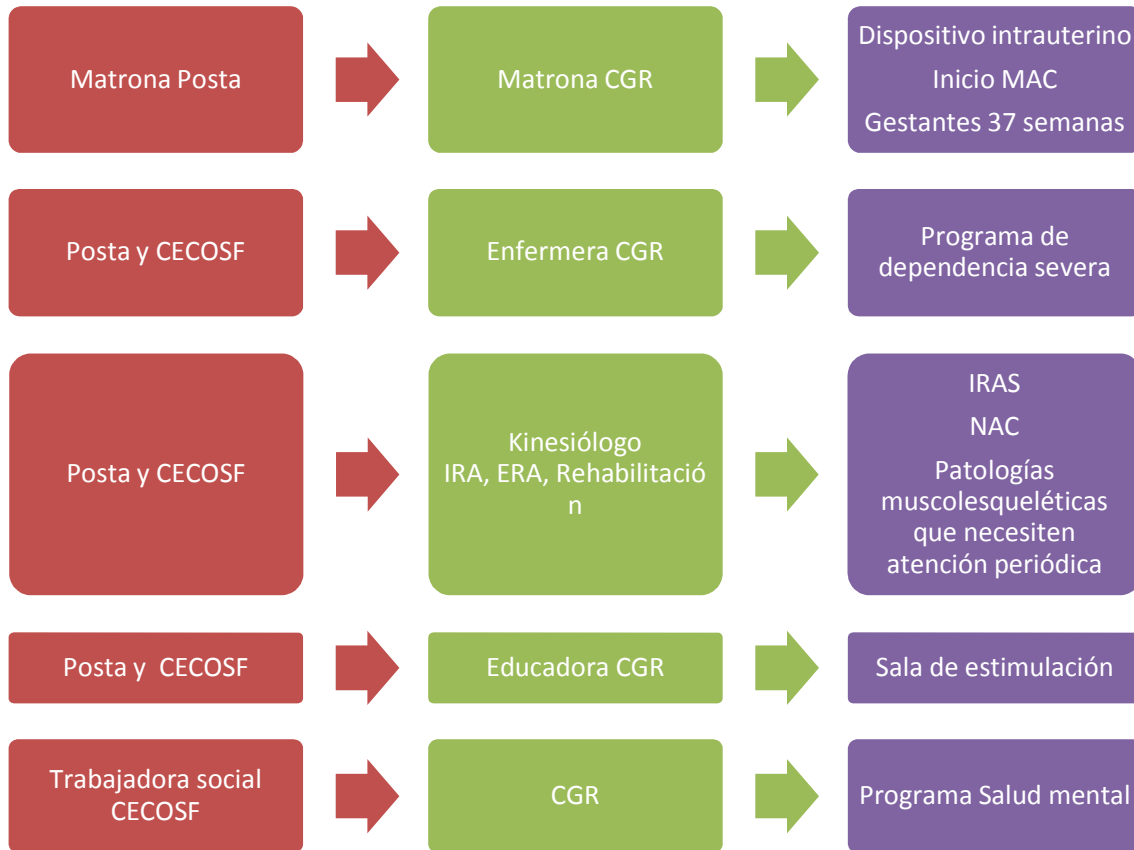 Matrona Posta
Matrona CGR
Dispositivo intrauterino
Inicio MAC
Gestantes 37 semanas
Posta y CECOSF
Enfermera CGR
Programa de
dependencia severa
Posta y CECOSF
Kinesiólogo
IRA, ERA, Rehabilitació
n
IRAS
NAC
Patologías
muscolesqueléticas
que necesiten
atención periódica
Posta y  CECOSF
Educadora CGR
Sala de estimulación
Trabajadora social
CECOSF
CGR
Programa Salud mental